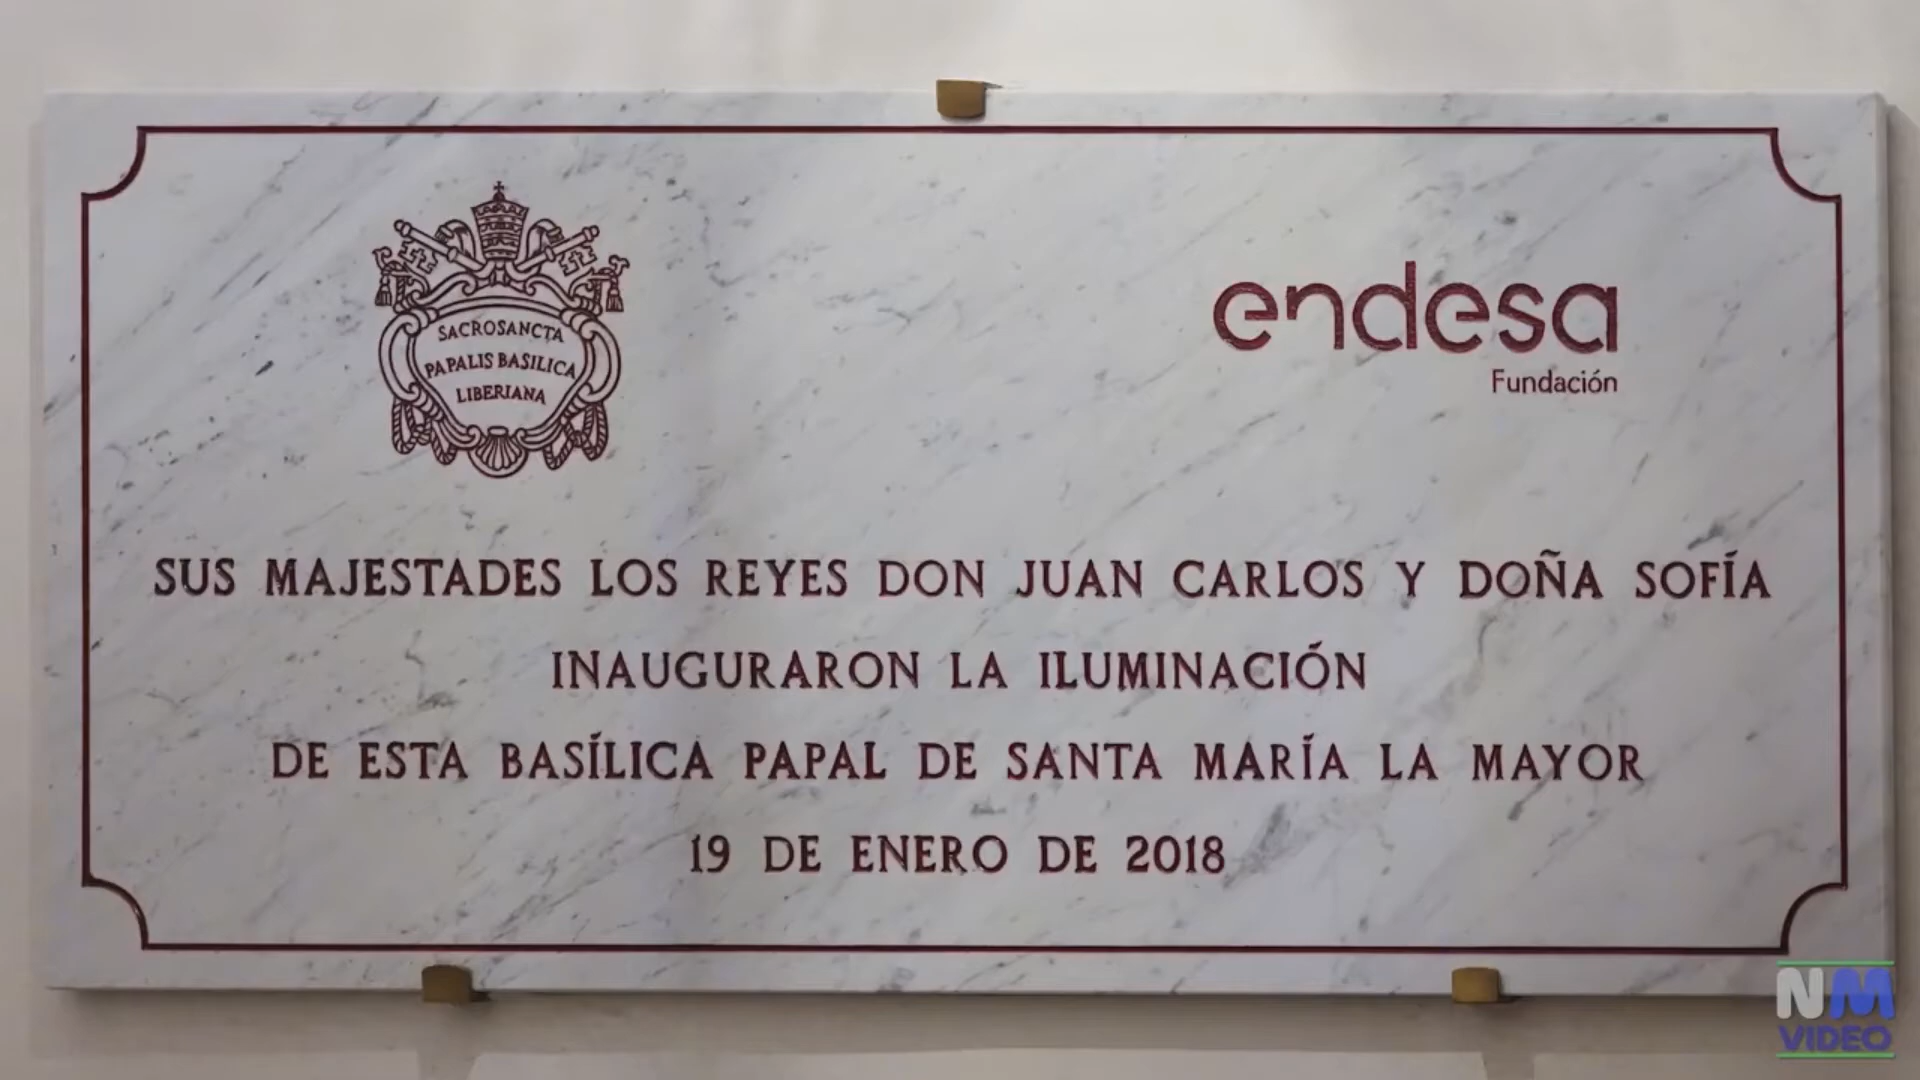 SACROSANCTA
PAPALIS BASILICA
LIBERIANA
endesa
Fundación
SUS MAJESTADES LOS REYES DON JUAN CARLOS Y DOÑA SOFÍA
INAUGURARON LA ILUMINACIÓN
DE ESTA BASÍLICA PAPAL DE SANTA MARÍA LA MAYOR
19 DE ENERO DE 2018
NM
VIDEO